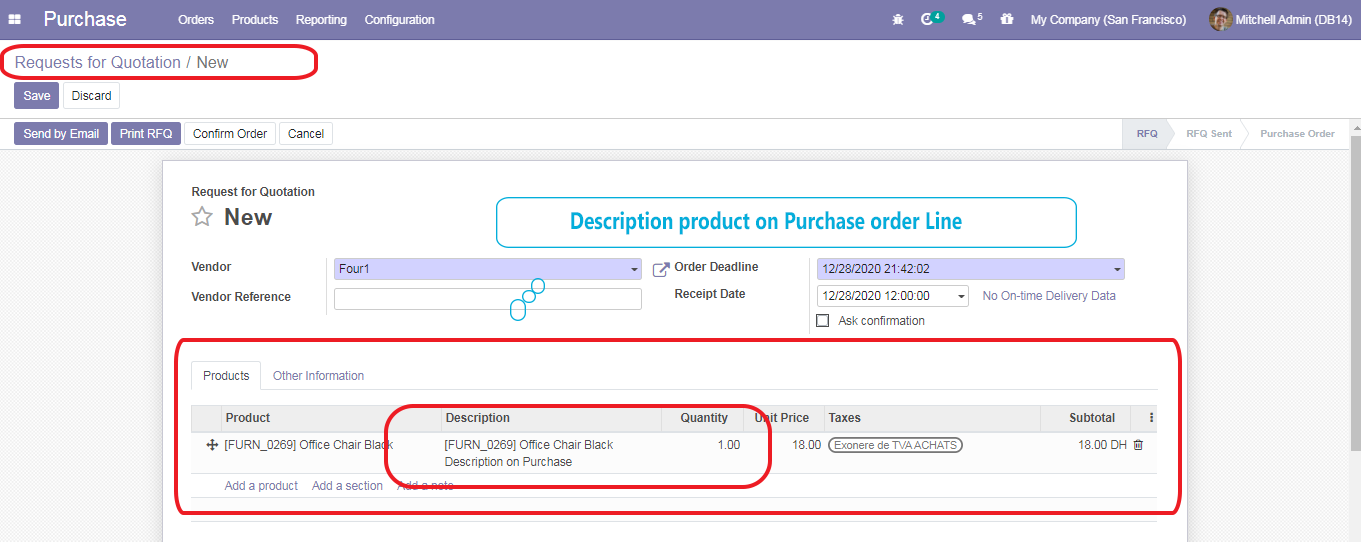 Purchase Orders Products Reporting Configuration 4 5 My Company (San Francisco) Mitchell Admin (DB14)
Requests for Quotation / New
Save Discard
Send by Email Print RFQ Confirm Order Cancel RFQ RFQ Sent Purchase Order
Request for Quotation
New
Description product on Purchase order Line
Vendor Four1 Order Deadline 12/28/2020 21:42:02
Vendor Reference Receipt Date 12/28/2020 12:00:00 No On-time Delivery Data
Ask confirmation
Products Other Information
Product Description Quantity Unit Price Taxes Subtotal
[FURN_0269] Office Chair Black [FURN_0269] Office Chair Black 1.00 18.00 Exonere de TVA ACHATS 18.00 DH
Description on Purchase
Add a product Add a section Add a note